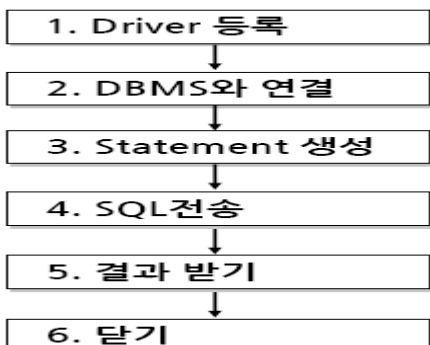 1. Driver 등록
2. DBMS와 연결
3. Statement 생성
4. SQL전송
5. 결과 받기
6. 닫기